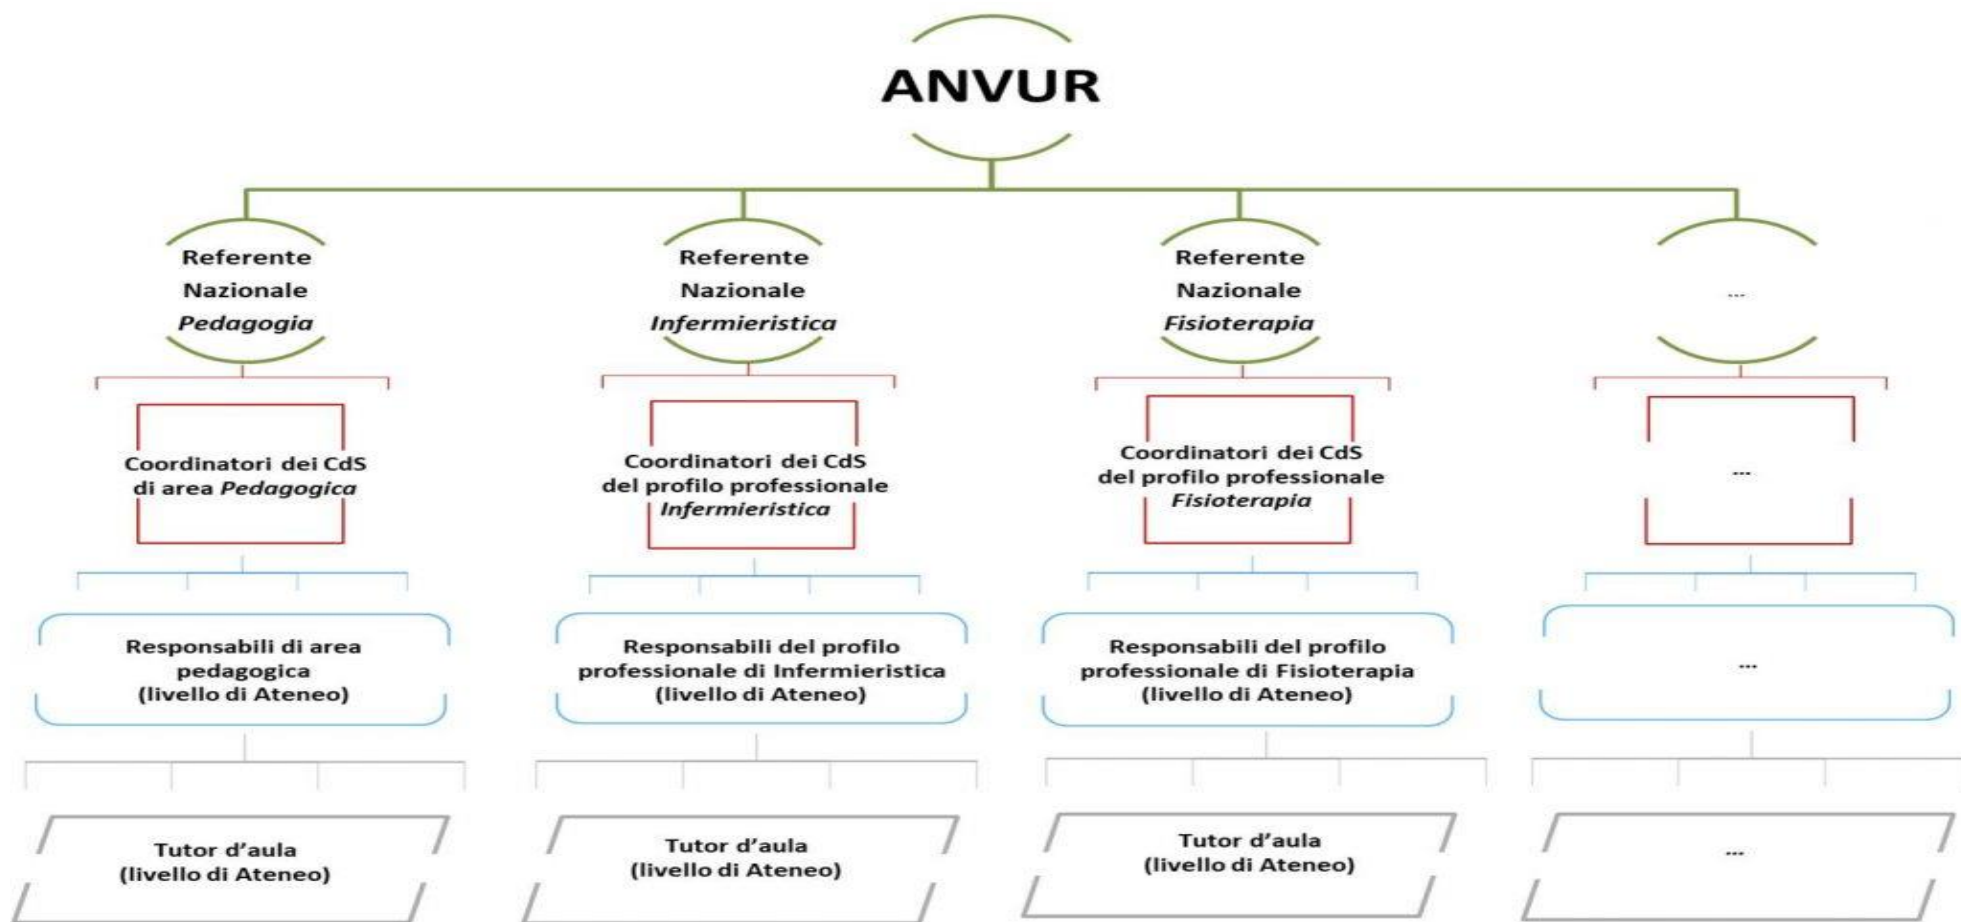 ANVUR
Referente
Nazionale
Pedagogia
Referente
Nazionale
Infermieristica
Referente
Nazionale
Fisioterapia
...
Coordinatori dei CdS
di area Pedagogica
Coordinatori dei CdS
del profilo professionale
Infermieristica
Coordinatori dei CdS
del profilo professionale
Fisioterapia
...
Responsabili di area
pedagogica
(livello di Ateneo)
Responsabili del profilo
professionale di Infermieristica
(livello di Ateneo)
Responsabili del profilo
professionale di Fisioterapia
(livello di Ateneo)
...
Tutor d’aula
(livello di Ateneo)
Tutor d’aula
(livello di Ateneo)
Tutor d’aula
(livello di Ateneo)
...